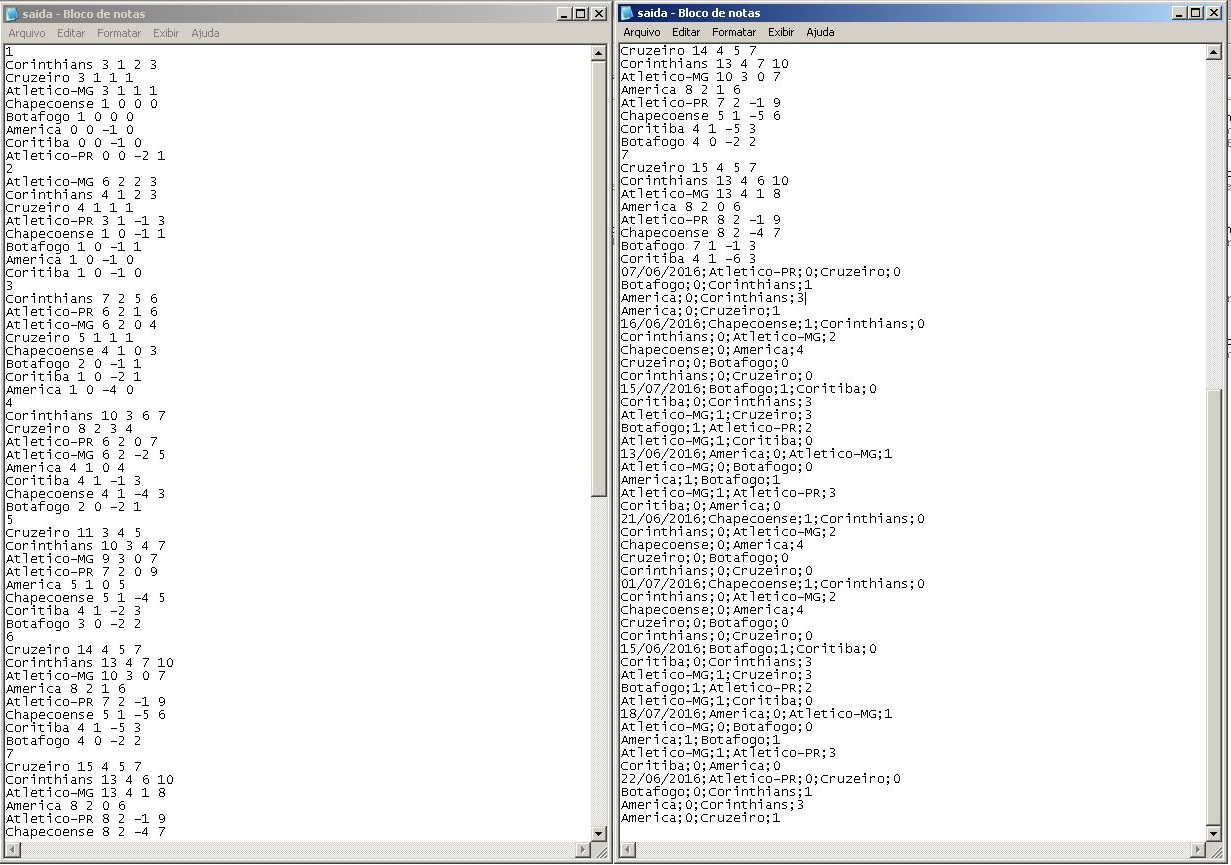 saida - Bloco de notas
Arquivo Editar Formatar Exibir Ajuda
1
Corinthians 3 1 2 3
Cruzeiro 3 1 1 1
Atletico-MG 3 1 1 1
Chapecoense 1 0 0 0
Botafogo 1 0 0 0
America 0 0 -1 0
Coritiba 0 0 -1 0
Atletico-PR 0 0 -2 1
2
Atletico-MG 6 2 2 3
Corinthians 4 1 2 3
Cruzeiro 4 1 1 1
Atletico-PR 3 1 -1 3
Chapecoense 1 0 -1 1
Botafogo 1 0 -1 1
America 1 0 -1 0
Coritiba 1 0 -1 0
3
Corinthians 7 2 5 6
Atletico-PR 6 2 1 6
Atletico-MG 6 2 0 4
Cruzeiro 5 1 1 1
Chapecoense 4 1 0 3
Botafogo 2 0 -1 1
Coritiba 1 0 -2 1
America 1 0 -4 0
4
Corinthians 10 3 6 7
Cruzeiro 8 2 3 4
Atletico-PR 6 2 0 7
Atletico-MG 6 2 -2 5
America 4 1 0 4
Coritiba 4 1 -1 3
Chapecoense 4 1 -4 3
Botafogo 2 0 -2 1
5
Cruzeiro 11 3 4 5
Corinthians 10 3 4 7
Atletico-MG 9 3 0 7
Atletico-PR 7 2 0 9
America 5 1 0 5
Chapecoense 5 1 -4 5
Coritiba 4 1 -2 3
Botafogo 3 0 -2 2
6
Cruzeiro 14 4 5 7
Corinthians 13 4 7 10
Atletico-MG 10 3 0 7
America 8 2 1 6
Atletico-PR 7 2 -1 9
Chapecoense 5 1 -5 6
Coritiba 4 1 -5 3
Botafogo 4 0 -2 2
7
Cruzeiro 15 4 5 7
Corinthians 13 4 6 10
Atletico-MG 13 4 1 8
America 8 2 0 6
Atletico-PR 8 2 -1 9
Chapecoense 8 2 -4 7
saida - Bloco de notas
Arquivo Editar Formatar Exibir Ajuda
Cruzeiro 14 4 5 7
Corinthians 13 4 7 10
Atletico-MG 10 3 0 7
America 8 2 1 6
Atletico-PR 7 2 -1 9
Chapecoense 5 1 -5 6
Coritiba 4 1 -5 3
Botafogo 4 0 -2 2
7
Cruzeiro 15 4 5 7
Corinthians 13 4 6 10
Atletico-MG 13 4 1 8
America 8 2 0 6
Atletico-PR 8 2 -1 9
Chapecoense 8 2 -4 7
Botafogo 7 1 -1 3
Coritiba 4 1 -6 3
07/06/2016;Atletico-PR;0;Cruzeiro;0
Botafogo;0;Corinthians;1
America;0;Corinthians;3
America;0;Cruzeiro;1
16/06/2016;Chapecoense;1;Corinthians;0
Corinthians;0;Atletico-MG;2
Chapecoense;0;America;4
Cruzeiro;0;Botafogo;0
Corinthians;0;Cruzeiro;0
15/07/2016;Botafogo;1;Coritiba;0
Coritiba;0;Corinthians;3
Atletico-MG;1;Cruzeiro;3
Botafogo;1;Atletico-PR;2
Atletico-MG;1;Coritiba;0
13/06/2016;America;0;Atletico-MG;1
Atletico-MG;0;Botafogo;0
America;1;Botafogo;1
Atletico-MG;1;Atletico-PR;3
Coritiba;0;America;0
21/06/2016;Chapecoense;1;Corinthians;0
Corinthians;0;Atletico-MG;2
Chapecoense;0;America;4
Cruzeiro;0;Botafogo;0
Corinthians;0;Cruzeiro;0
01/07/2016;Chapecoense;1;Corinthians;0
Corinthians;0;Atletico-MG;2
Chapecoense;0;America;4
Cruzeiro;0;Botafogo;0
Corinthians;0;Cruzeiro;0
15/06/2016;Botafogo;1;Coritiba;0
Coritiba;0;Corinthians;3
Atletico-MG;1;Cruzeiro;3
Botafogo;1;Atletico-PR;2
Atletico-MG;1;Coritiba;0
18/07/2016;America;0;Atletico-MG;1
Atletico-MG;0;Botafogo;0
America;1;Botafogo;1
Atletico-MG;1;Atletico-PR;3
Coritiba;0;America;0
22/06/2016;Atletico-PR;0;Cruzeiro;0
Botafogo;0;Corinthians;1
America;0;Corinthians;3
America;0;Cruzeiro;1